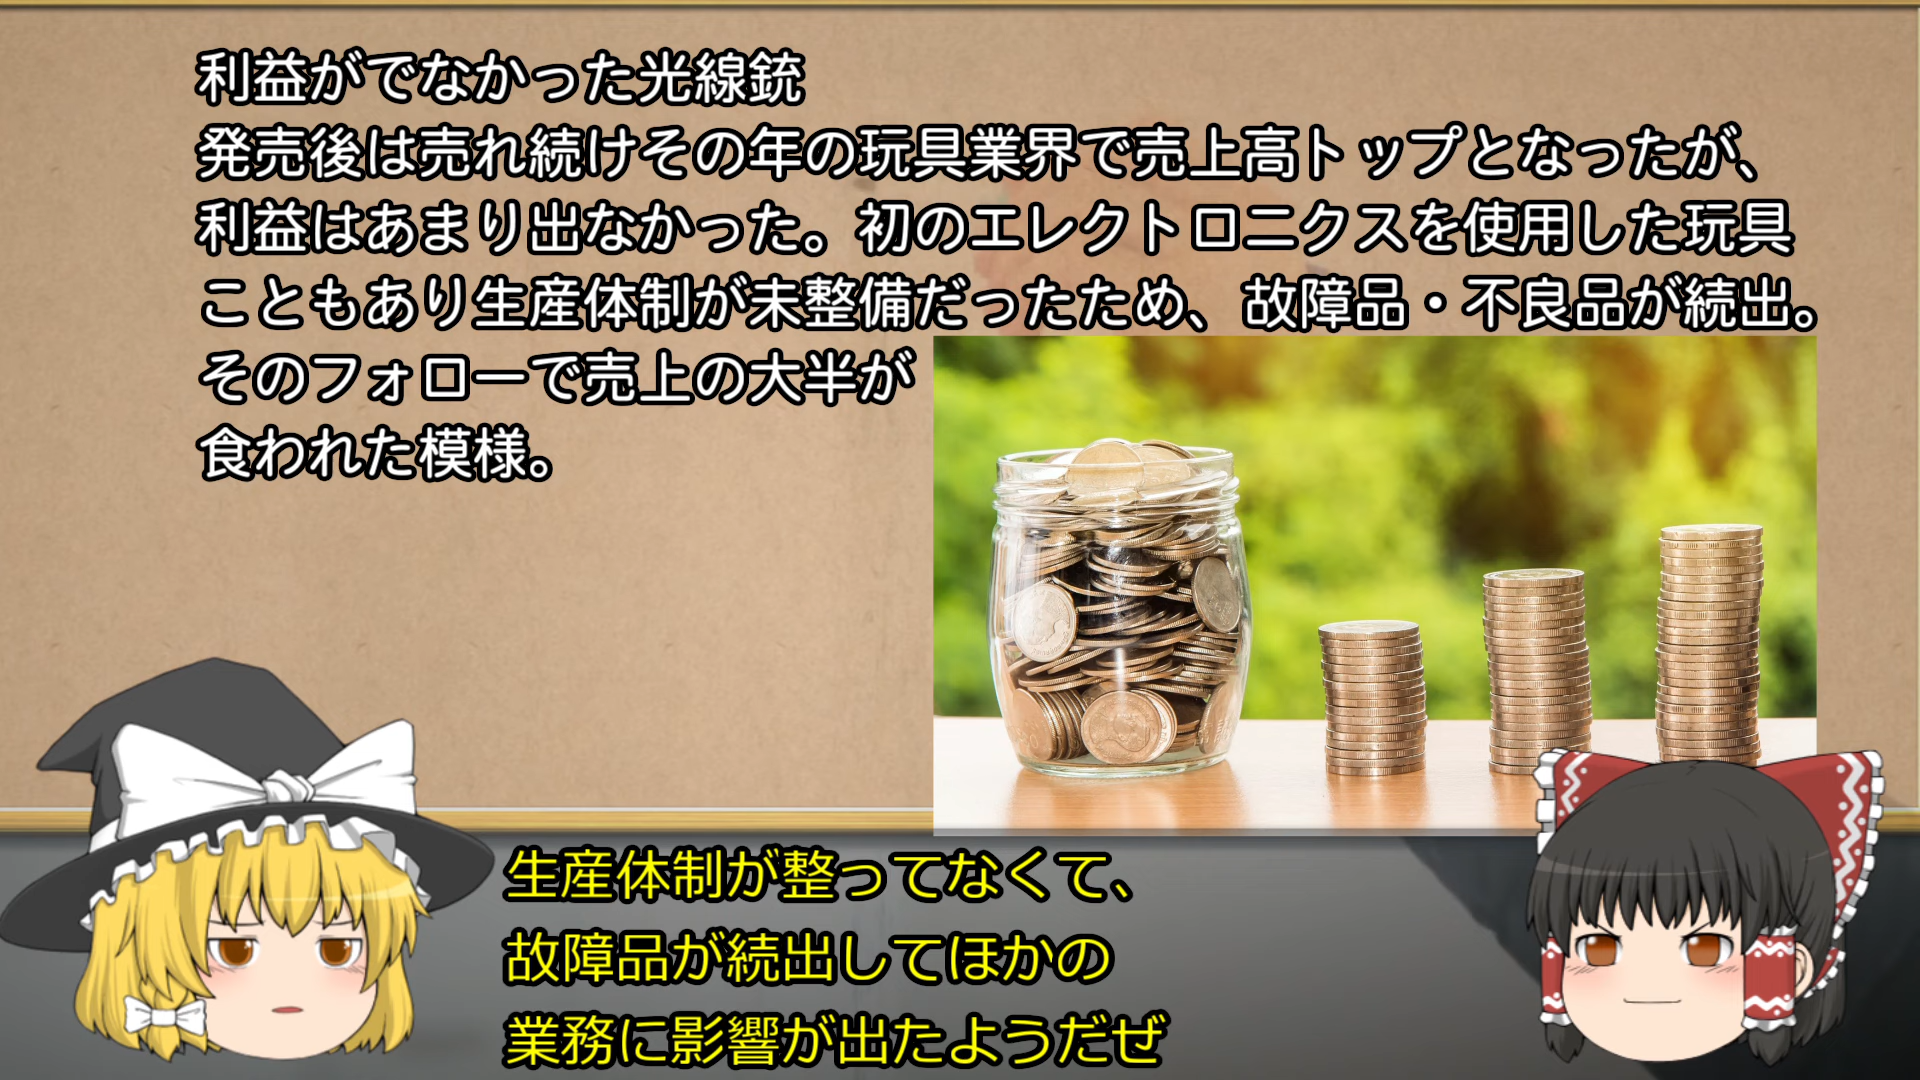 利益がでなかった光線銃
発売後は売れ続けその年の玩具業界で売上高トップとなったが、
利益はあまり出なかった。初のエレクトロニクスを使用した玩具
こともあり生産体制が未整備だったため、故障品・不良品が続出。
そのフォローで売上の大半が
食われた模様。
生産体制が整ってなくて、
故障品が続出してほかの
業務に影響が出たようだぜ